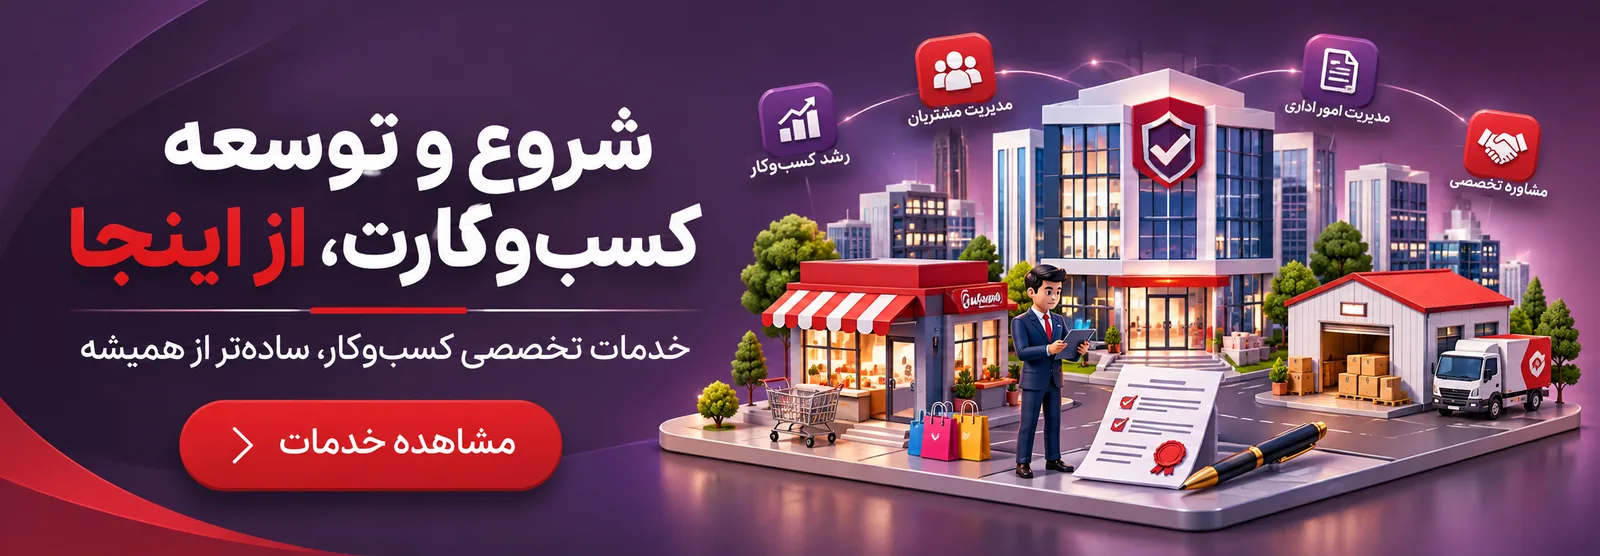 شروع و توسعه
کسب‌وکارت، از اینجا
خدمات تخصصی کسب‌وکار، ساده‌تر از همیشه
مشاهده خدمات
رشد کسب‌وکار
مدیریت مشتریان
مدیریت امور اداری
مشاوره تخصصی